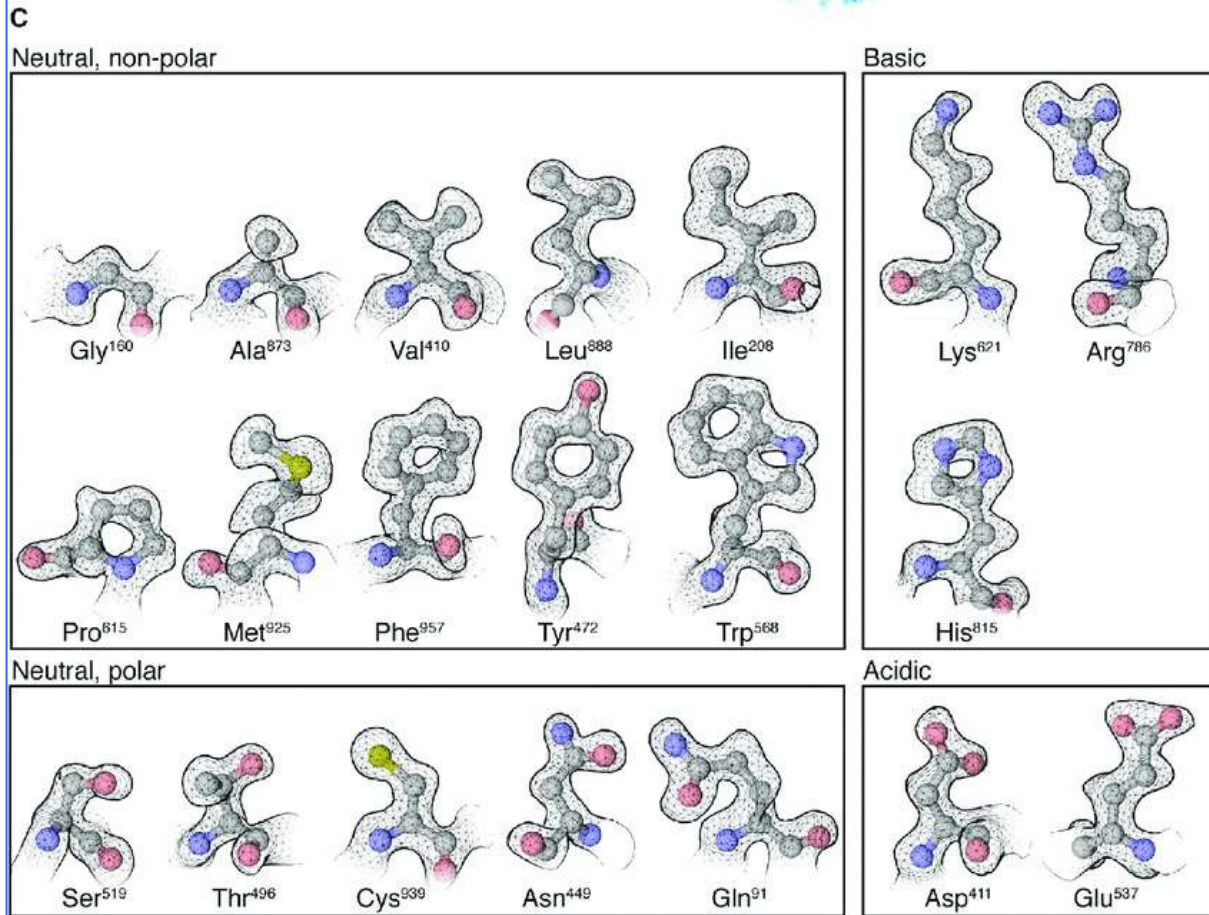 C
Neutral, non-polar
Basic
Gly160
Ala873
Val410
Leu888
Ile208
Lys621
Arg786
Pro615
Met925
Phe957
Tyr472
Trp568
His815
Neutral, polar
Acidic
Ser519
Thr496
Cys939
Asn449
Gln91
Asp411
Glu537